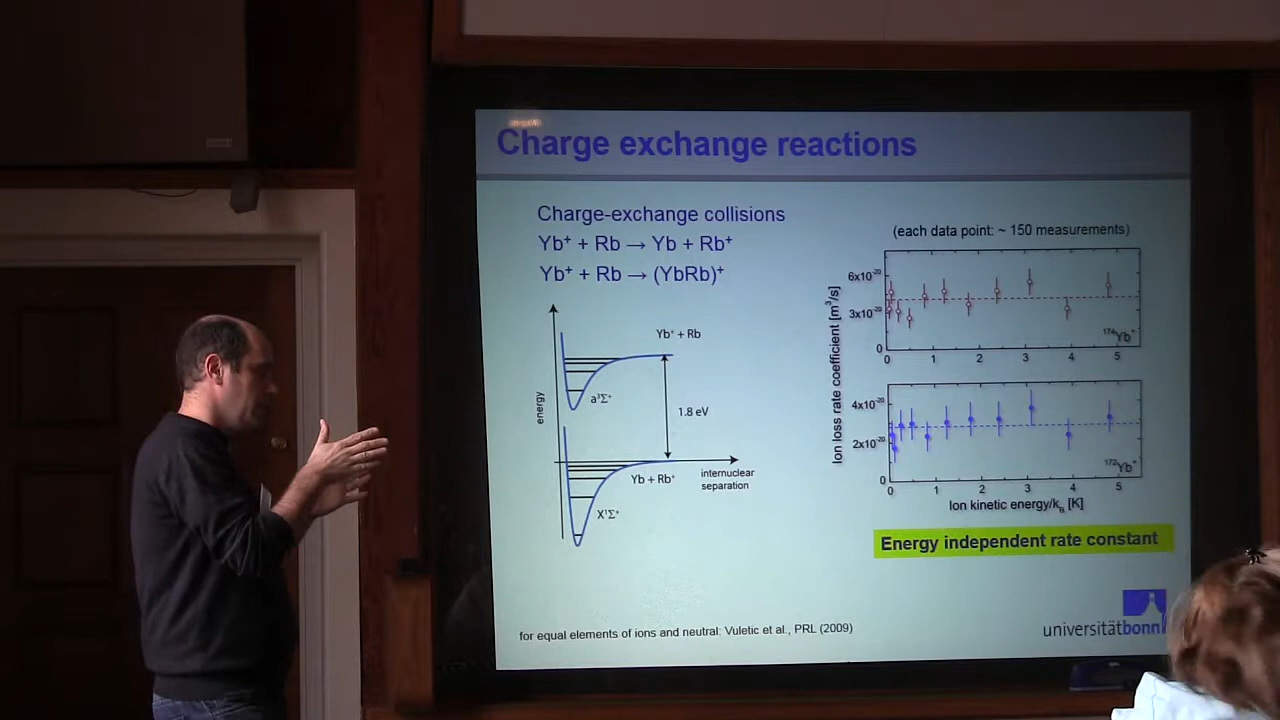 Charge exchange reactions
Charge-exchange collisions
Yb⁺ + Rb → Yb + Rb⁺
Yb⁺ + Rb → (YbRb)⁺
energy
Yb⁺ + Rb
a³Σ⁺
1.8 eV
Yb + Rb⁺
internuclear
separation
X¹Σ⁺
(each data point: ~ 150 measurements)
Ion loss rate coefficient [m³/s]
6x10⁻²⁰
3x10⁻²⁰
0
¹⁷⁴Yb⁺
0 1 2 3 4 5
4x10⁻²⁰
2x10⁻²⁰
0
¹⁷²Yb⁺
0 1 2 3 4 5
Ion kinetic energy/k_B [K]
Energy independent rate constant
for equal elements of ions and neutral: Vuletic et al., PRL (2009)
universitätbonn